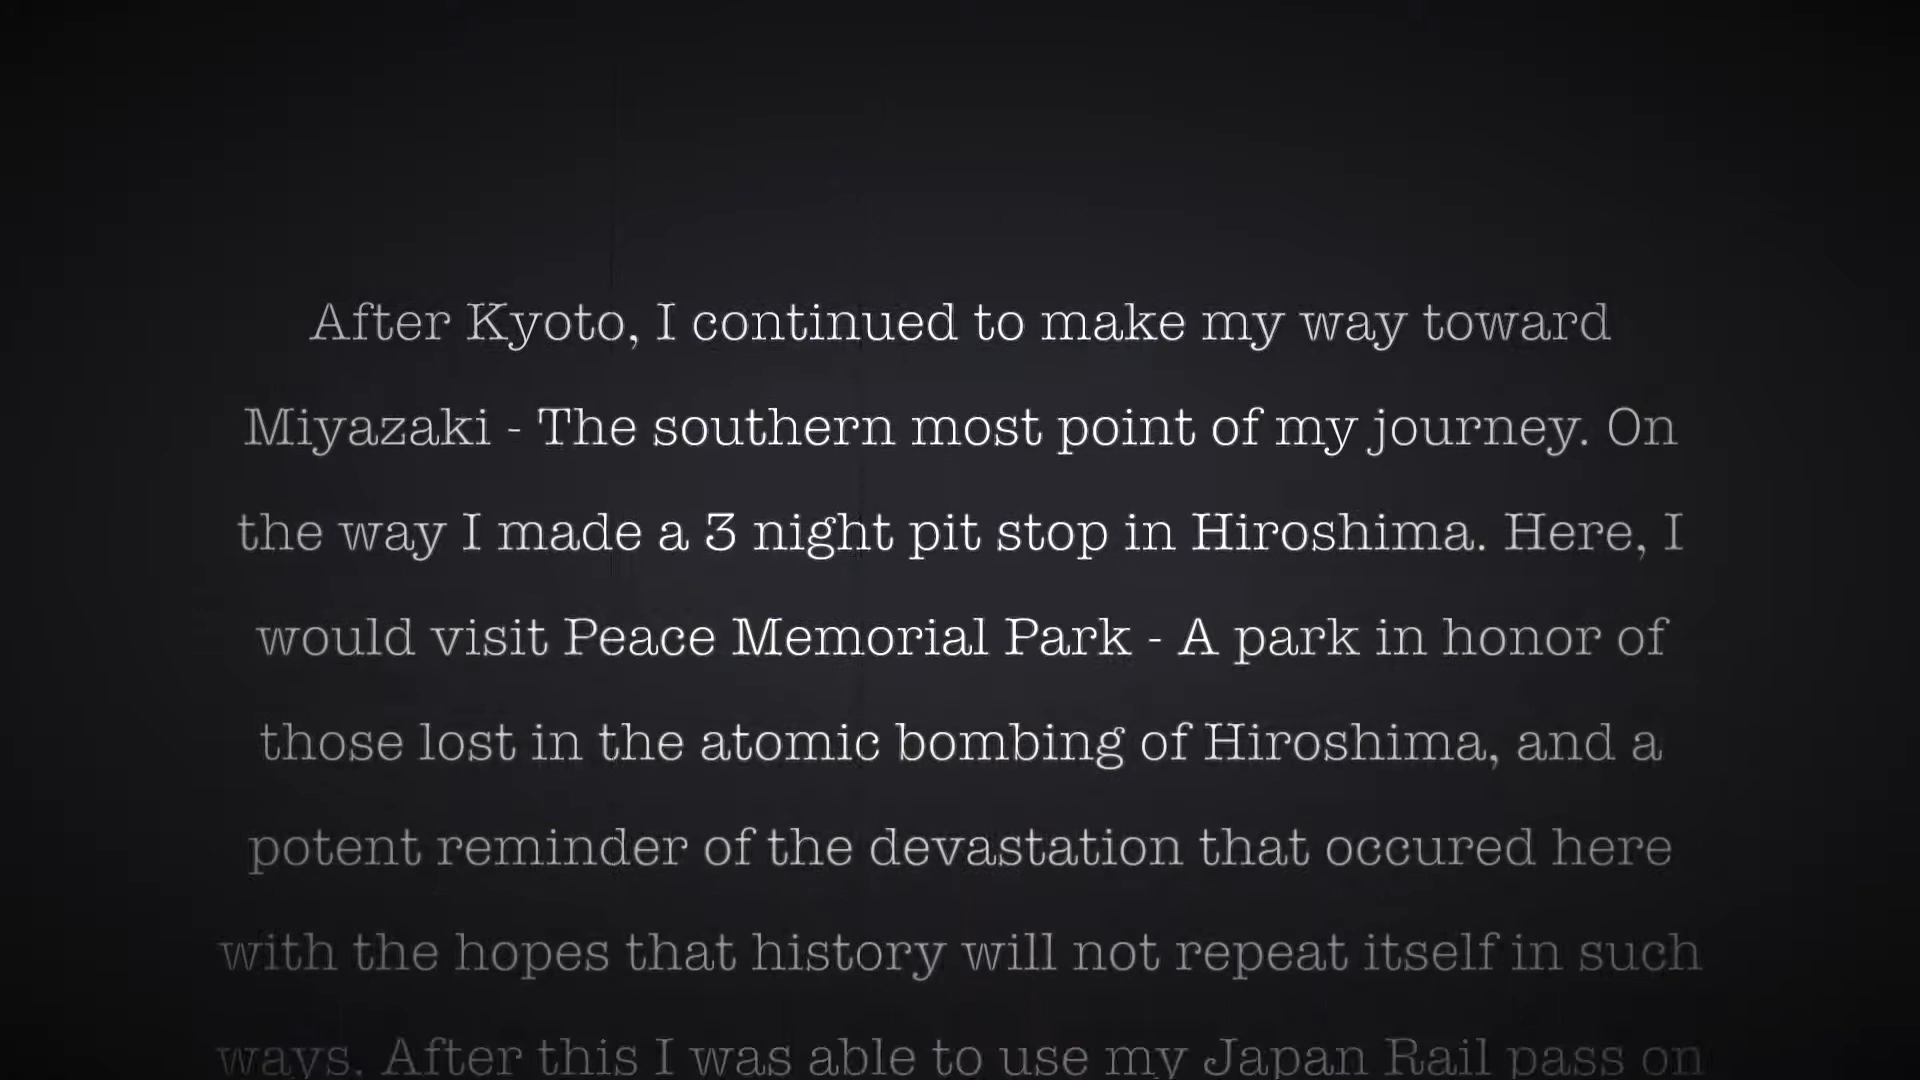 After Kyoto, I continued to make my way toward
Miyazaki - The southern most point of my journey. On
the way I made a 3 night pit stop in Hiroshima. Here, I
would visit Peace Memorial Park - A park in honor of
those lost in the atomic bombing of Hiroshima, and a
potent reminder of the devastation that occured here
with the hopes that history will not repeat itself in such
ways. After this I was able to use my Japan Rail pass on